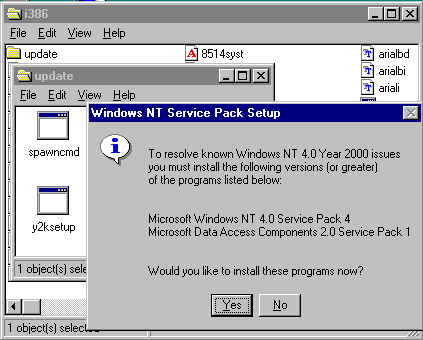 i386
File Edit View Help
update 8514syst arialbd
arialbi
ariali
update
File Edit View Help
spawncmd
y2ksetup
1 object(s) selected
Windows NT Service Pack Setup
To resolve known Windows NT 4.0 Year 2000 issues
you must install the following versions (or greater)
of the programs listed below:
Microsoft Windows NT 4.0 Service Pack 4
Microsoft Data Access Components 2.0 Service Pack 1
Would you like to install these programs now?
Yes No
1 object(s) selec